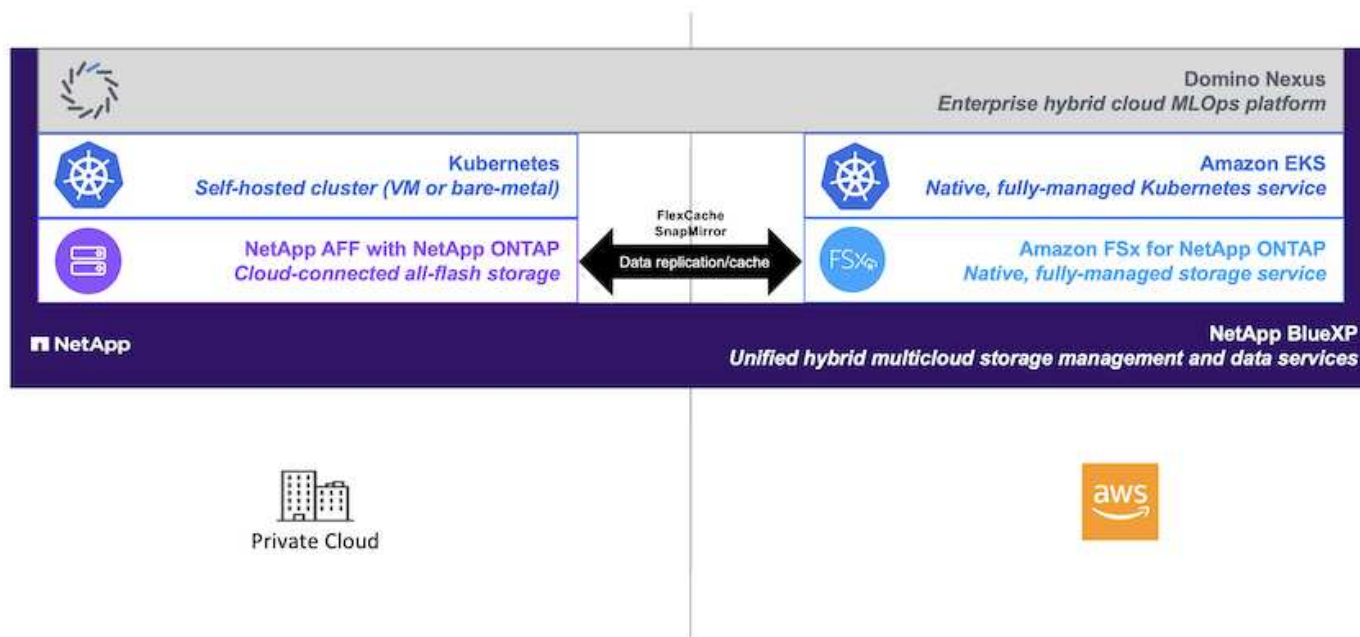 Domino Nexus
Enterprise hybrid cloud MLOps platform
Kubernetes
Self-hosted cluster (VM or bare-metal)
Amazon EKS
Native, fully-managed Kubernetes service
FlexCache
SnapMirror
Data replication/cache
NetApp AFF with NetApp ONTAP
Cloud-connected all-flash storage
FSx
Amazon FSx for NetApp ONTAP
Native, fully-managed storage service
NetApp
NetApp BlueXP
Unified hybrid multicloud storage management and data services
Private Cloud
aws